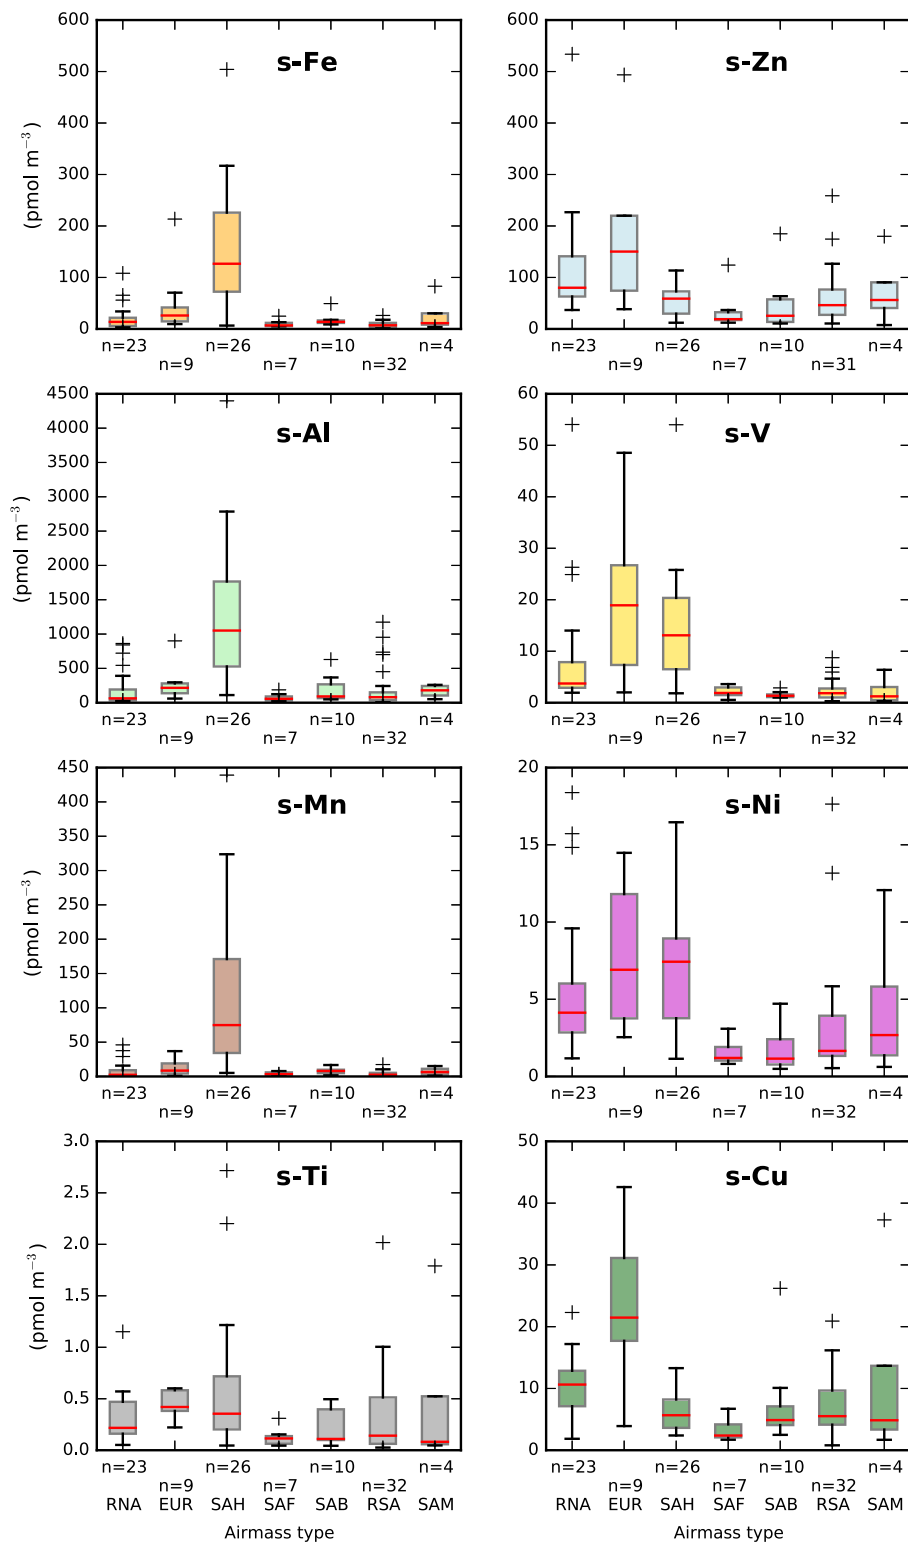 s-Fe
600
500
400
300
200
100
0
(pmol m⁻³)
n=23 n=26 n=10 n=4
n=9 n=7 n=32
s-Zn
600
500
400
300
200
100
0
n=23 n=26 n=10 n=4
n=9 n=7 n=31
s-Al
4500
4000
3500
3000
2500
2000
1500
1000
500
0
(pmol m⁻³)
n=23 n=26 n=10 n=4
n=9 n=7 n=32
s-V
60
50
40
30
20
10
0
n=23 n=26 n=10 n=4
n=9 n=7 n=32
s-Mn
450
400
350
300
250
200
150
100
50
0
(pmol m⁻³)
n=23 n=26 n=10 n=4
n=9 n=7 n=32
s-Ni
20
15
10
5
0
n=23 n=26 n=10 n=4
n=9 n=7 n=32
s-Ti
3.0
2.5
2.0
1.5
1.0
0.5
0.0
(pmol m⁻³)
n=23 n=26 n=10 n=4
n=9 n=7 n=32
RNA EUR SAH SAF SAB RSA SAM
Airmass type
s-Cu
50
40
30
20
10
0
n=23 n=26 n=10 n=4
n=9 n=7 n=32
RNA EUR SAH SAF SAB RSA SAM
Airmass type